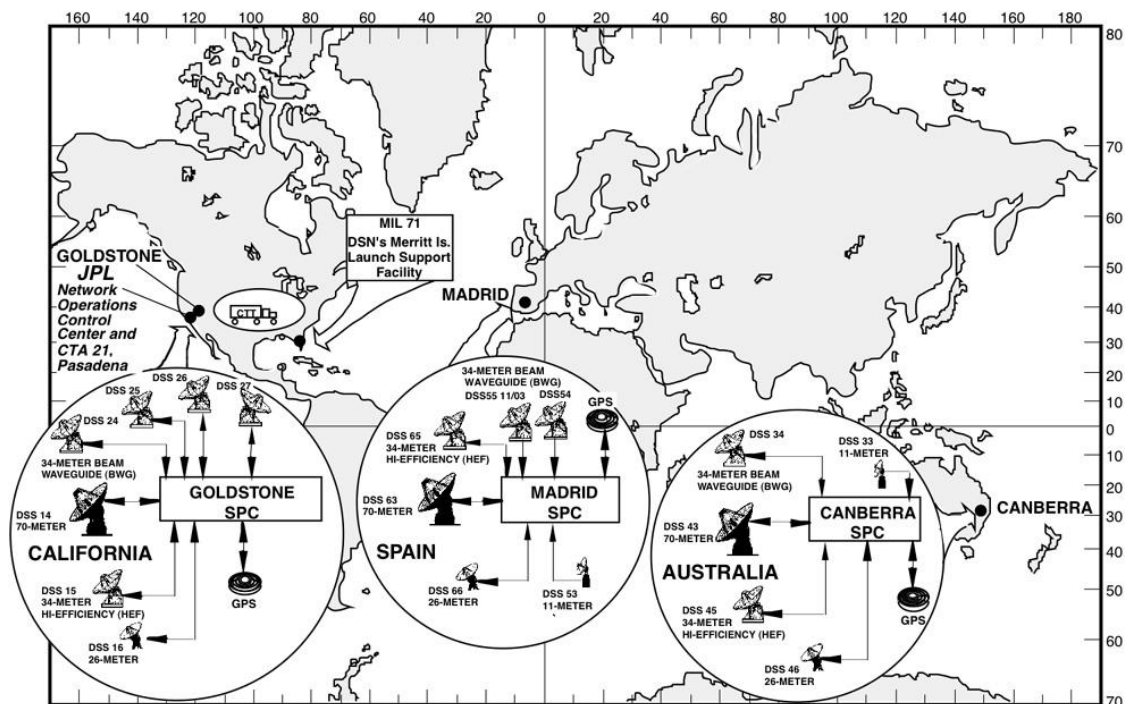 160 140 120 100 80 60 40 20 0 20 40 60 80 100 120 140 160 180
80
70
60
50
40
30
20
10
0
10
20
30
40
50
60
70
MIL 71
DSN's Merritt Is.
Launch Support
Facility
GOLDSTONE
JPL
Network
Operations
Control
Center and
CTA 21,
Pasadena
CTT
MADRID
CANBERRA
DSS 24
DSS 25
DSS 26
DSS 27
34-METER BEAM
WAVEGUIDE (BWG)
GOLDSTONE
SPC
DSS 14
70-METER
CALIFORNIA
DSS 15
34-METER
HI-EFFICIENCY (HEF)
DSS 16
26-METER
GPS
34-METER BEAM
WAVEGUIDE (BWG)
DSS55 11/03
DSS54
GPS
DSS 65
34-METER
HI-EFFICIENCY (HEF)
MADRID
SPC
DSS 63
70-METER
SPAIN
DSS 66
26-METER
DSS 53
11-METER
DSS 34
34-METER BEAM
WAVEGUIDE (BWG)
DSS 33
11-METER
CANBERRA
SPC
DSS 43
70-METER
AUSTRALIA
DSS 45
34-METER
HI-EFFICIENCY (HEF)
GPS
DSS 46
26-METER